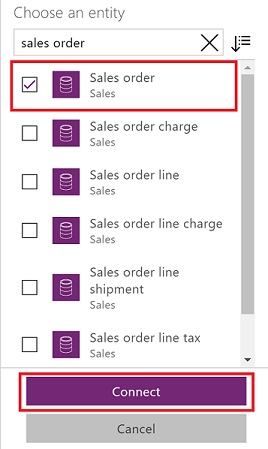 Choose an entity
sales order
Sales order
Sales
Sales order charge
Sales
Sales order line
Sales
Sales order line charge
Sales
Sales order line
shipment
Sales
Sales order line tax
Sales
Connect
Cancel